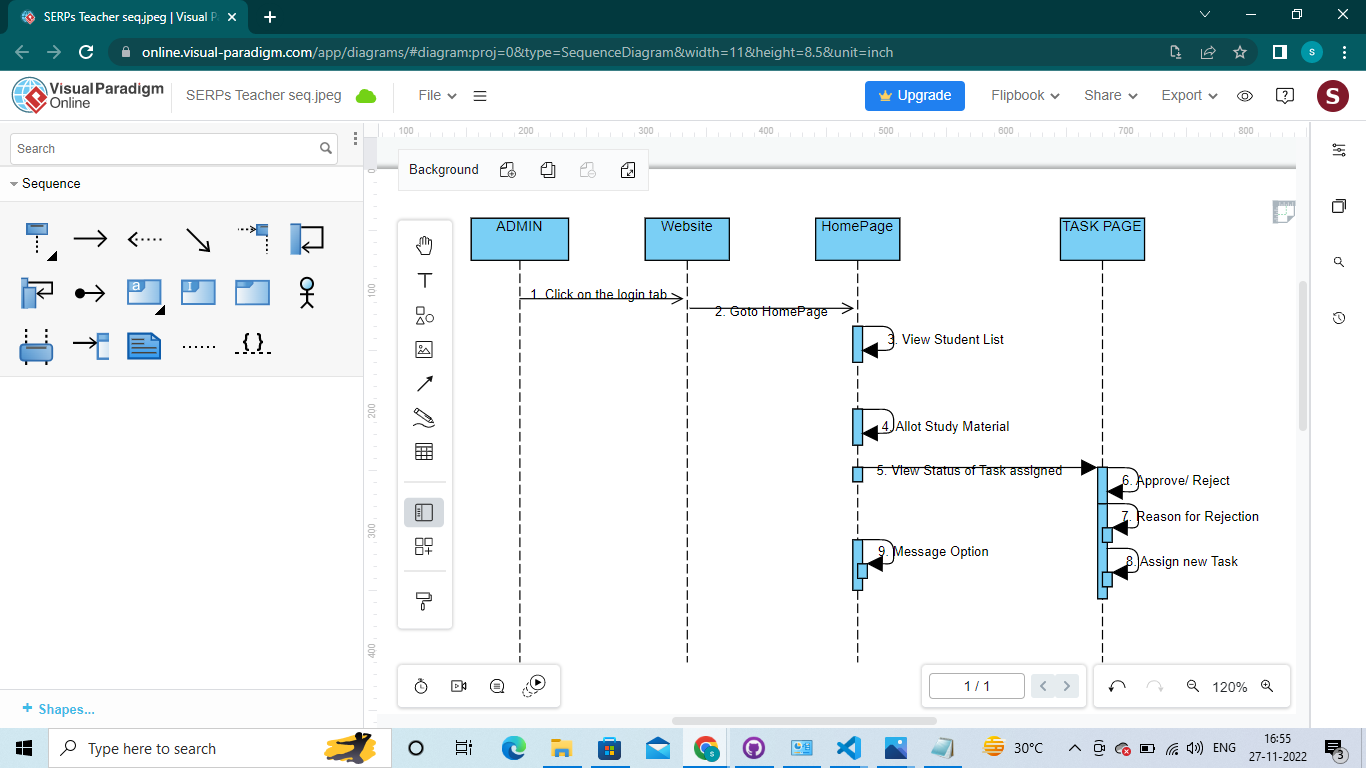 SERPs Teacher seq.jpeg | Visual P
online.visual-paradigm.com/app/diagrams/#diagram:proj=0&type=SequenceDiagram&width=11&height=8.5&unit=inch
s
Visual Paradigm
Online
SERPs Teacher seq.jpeg
File
Upgrade
Flipbook
Share
Export
S
Search
Sequence
100 200 300 400 500 600 700 800
Background
0
100
200
300
400
ADMIN
Website
HomePage
TASK PAGE
1. Click on the login tab
2. Goto HomePage
3. View Student List
4. Allot Study Material
5. View Status of Task assigned
6. Approve/ Reject
7. Reason for Rejection
8. Assign new Task
9. Message Option
a
I
{ }
T
1 / 1
120%
Shapes...
Type here to search
30°C
ENG
16:55
27-11-2022
3